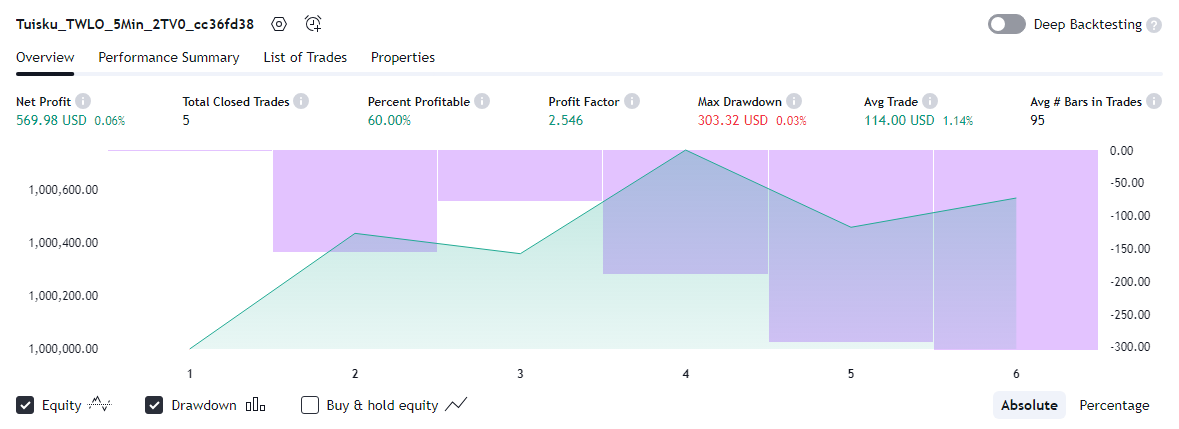 Tuisku_TWLO_5Min_2TV0_cc36fd38
Deep Backtesting ?
Overview Performance Summary List of Trades Properties
Net Profit i Total Closed Trades i Percent Profitable i Profit Factor i Max Drawdown i Avg Trade i Avg # Bars in Trades i
569.98 USD 0.06% 5 60.00% 2.546 303.32 USD 0.03% 114.00 USD 1.14% 95
0.00
1,000,600.00 -50.00
-100.00
1,000,400.00 -150.00
-200.00
1,000,200.00 -250.00
1,000,000.00 -300.00
1 2 3 4 5 6
Equity Drawdown Buy & hold equity Absolute Percentage